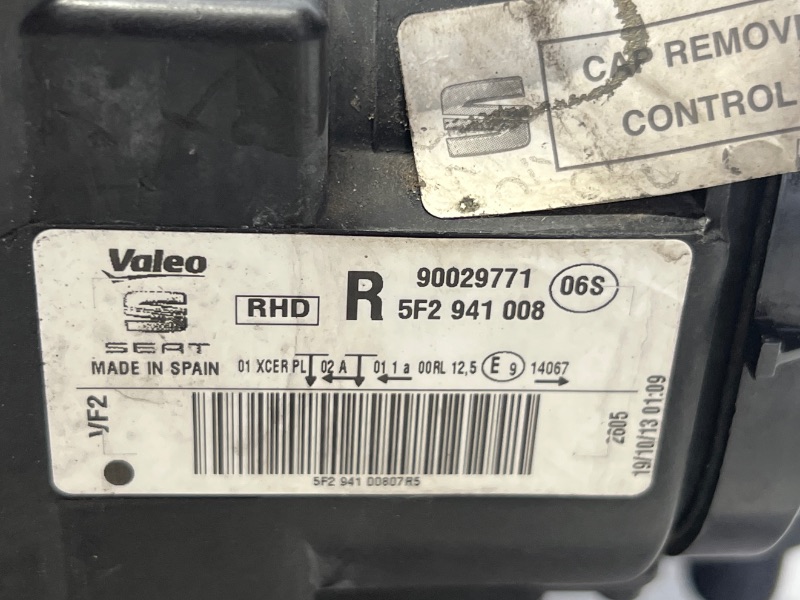 CAP REMOVE
CONTROL
Valeo
SEAT
MADE IN SPAIN
RHD
R
90029771
5F2 941 008
06S
01 XCER PL 02 A 01 1 a 00RL 12,5 E 9 14067
VF2
2605
19/10/13 01:09
5F2 941 00807R5